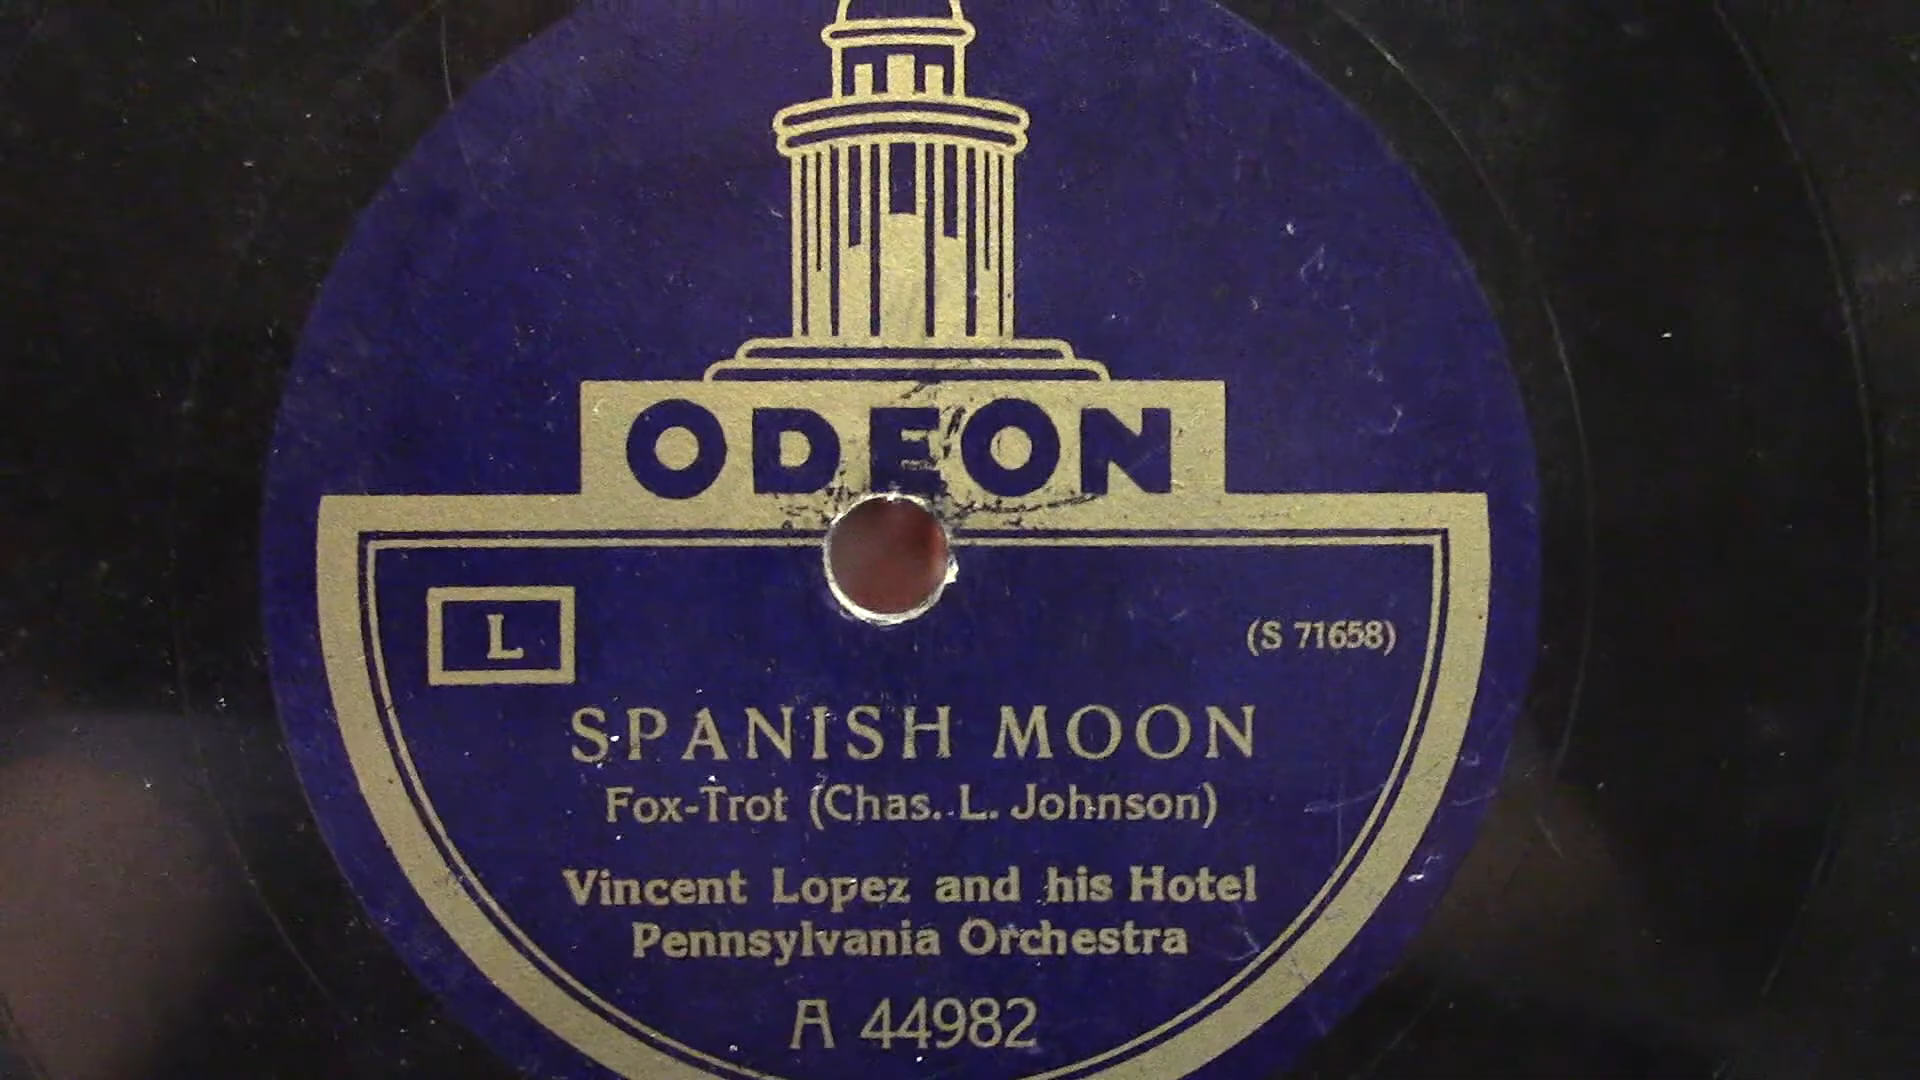 ODEON
L
(S 71658)
SPANISH MOON
Fox-Trot (Chas. L. Johnson)
Vincent Lopez and his Hotel
Pennsylvania Orchestra
A 44982